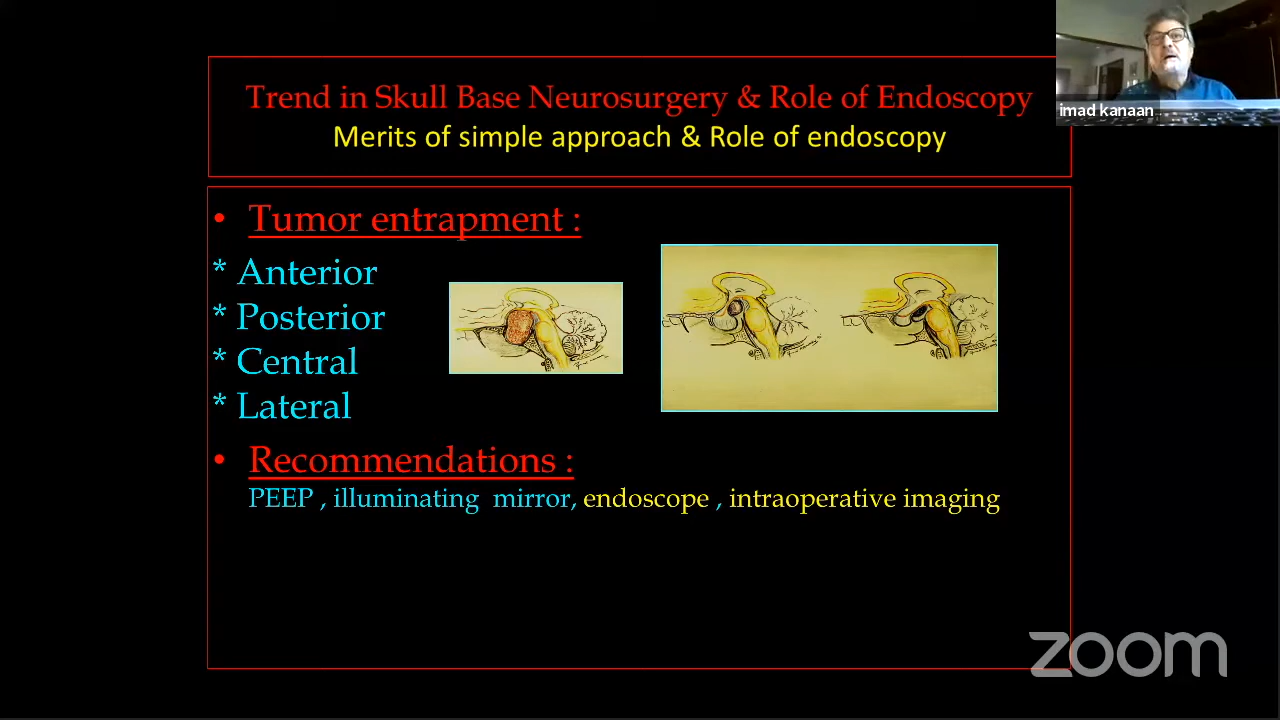 Trend in Skull Base Neurosurgery & Role of Endoscopy
Merits of simple approach & Role of endoscopy
imad kanaan
• Tumor entrapment :
* Anterior
* Posterior
* Central
* Lateral
• Recommendations :
PEEP , illuminating mirror, endoscope , intraoperative imaging
zoom